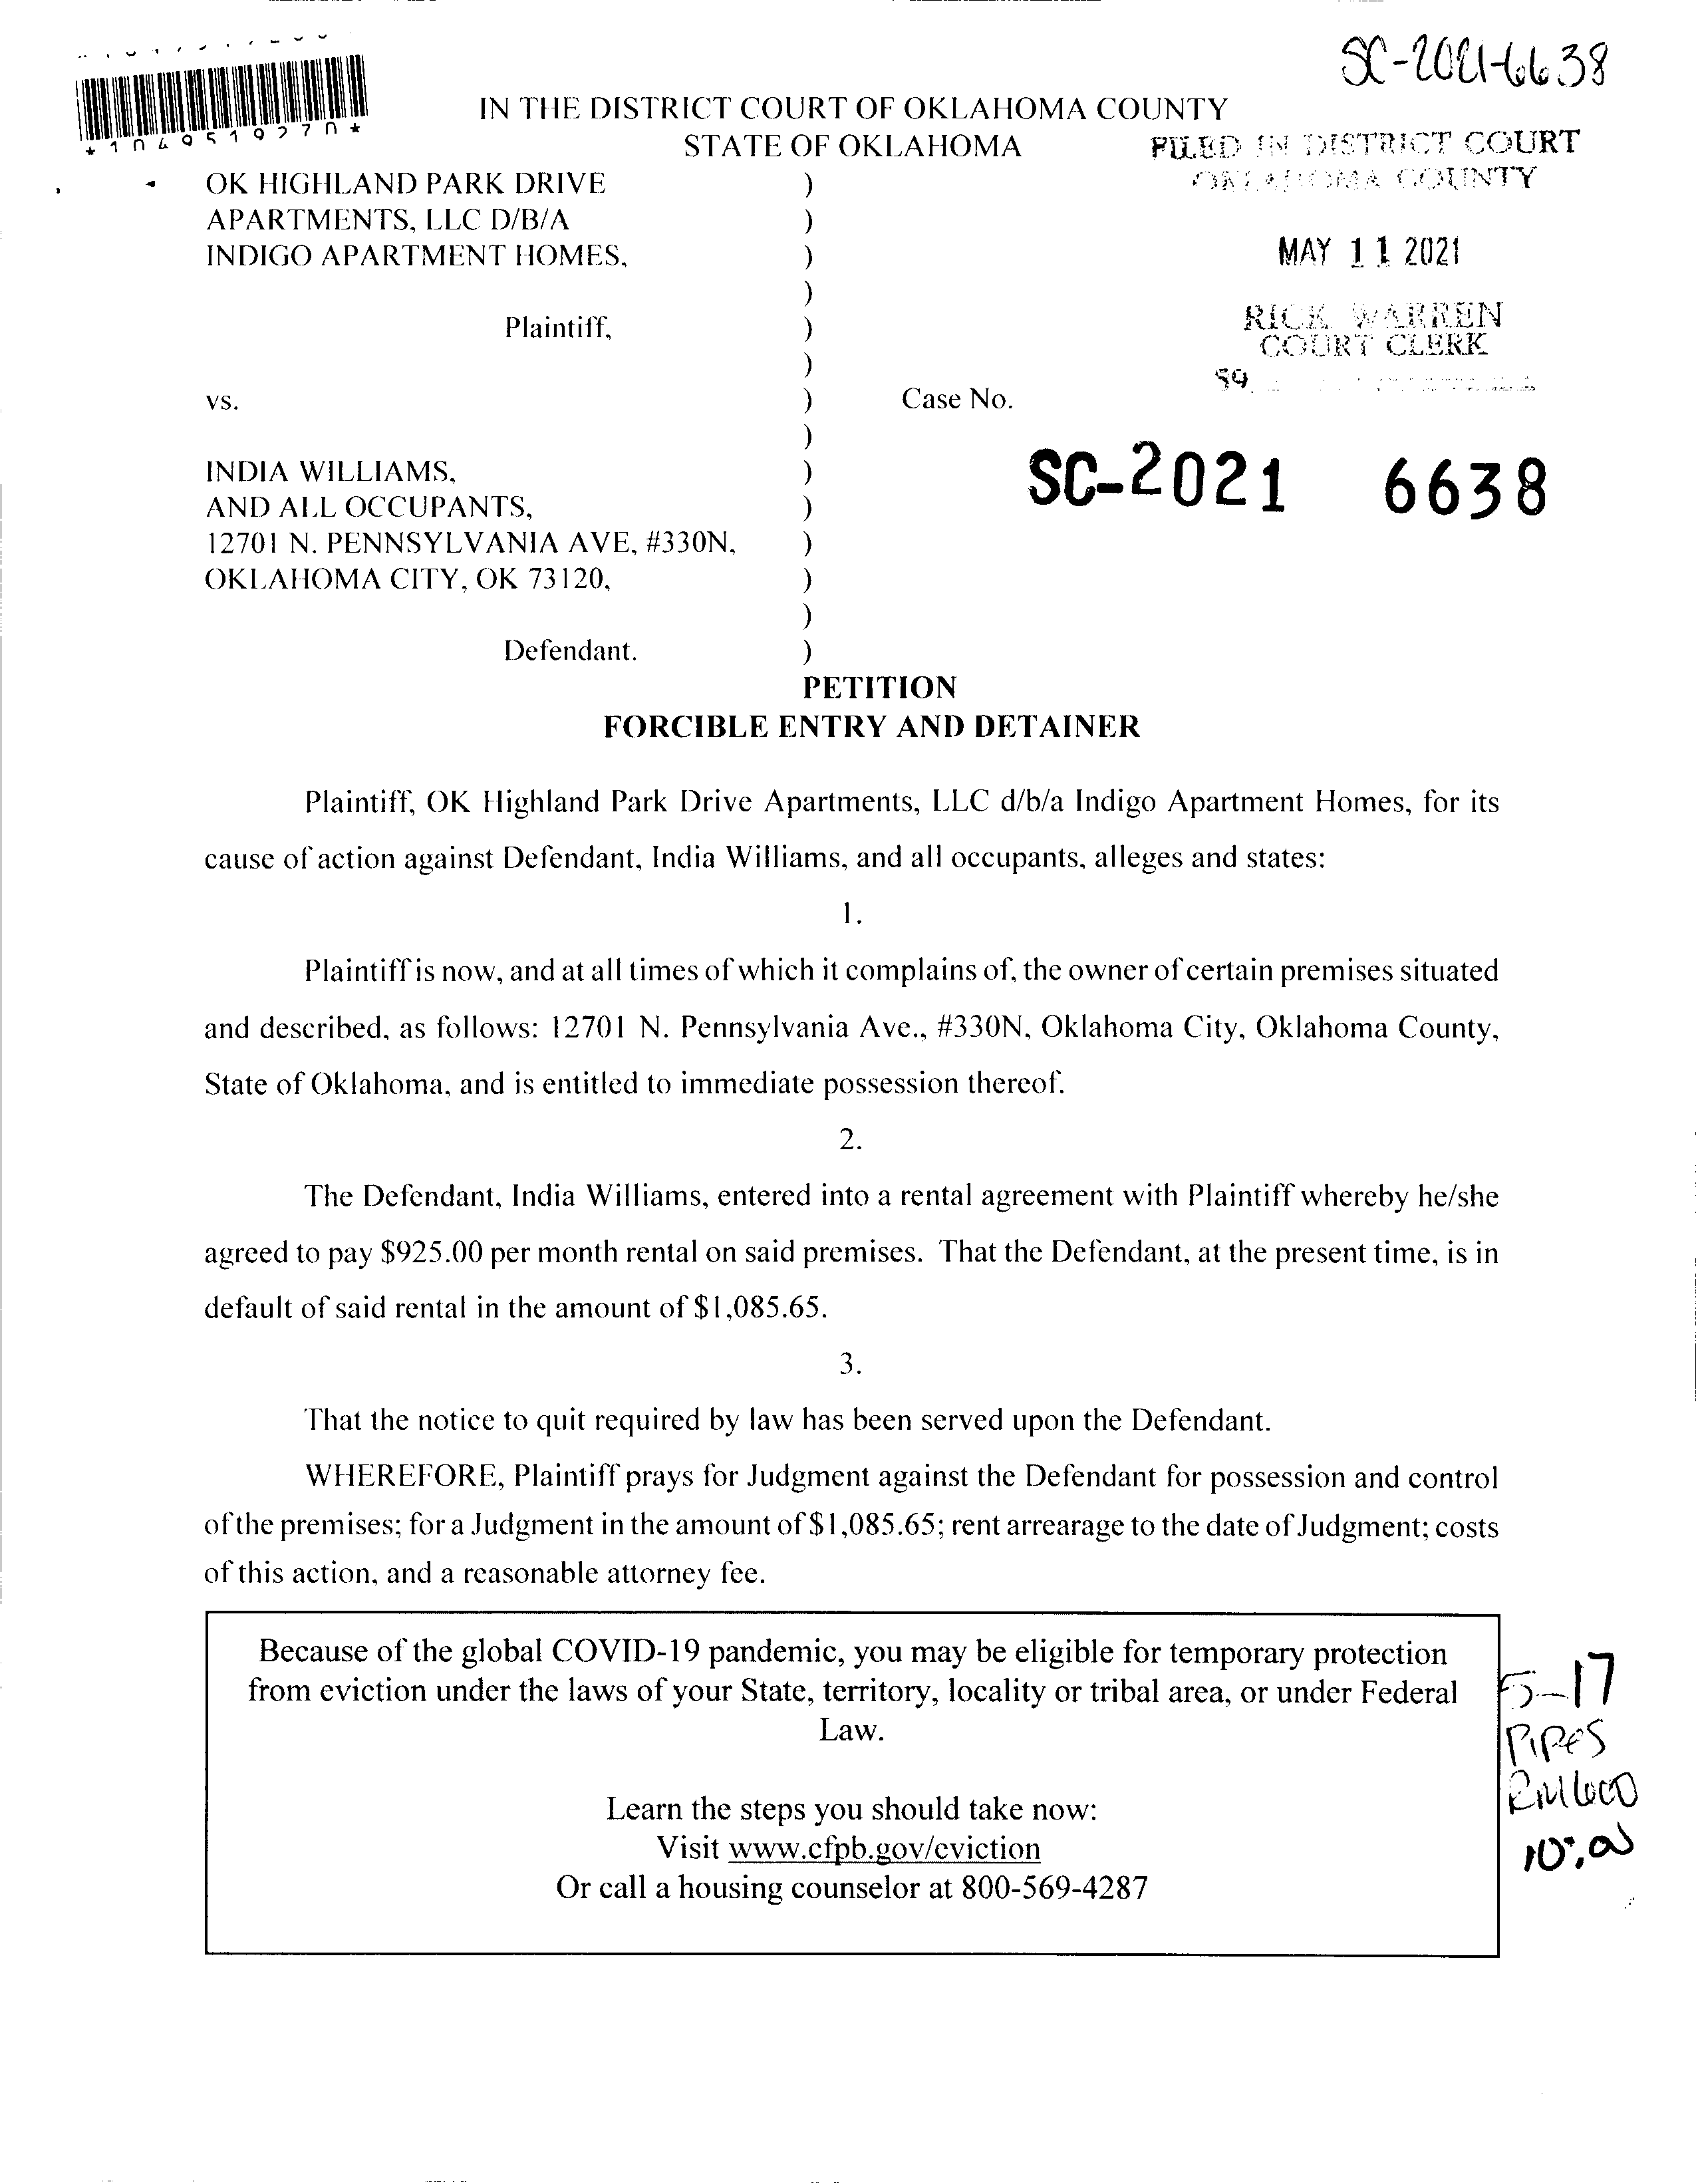 SC-2021-6638
*1049519270*
IN THE DISTRICT COURT OF OKLAHOMA COUNTY
STATE OF OKLAHOMA
FILED IN DISTRICT COURT
OKLAHOMA COUNTY
OK HIGHLAND PARK DRIVE )
APARTMENTS, LLC D/B/A )
INDIGO APARTMENT HOMES, )
MAY 11 2021
)
Plaintiff, )
RICK WARREN
COURT CLERK
)
59
vs. ) Case No.
)
INDIA WILLIAMS, )
SC-2021 6638
AND ALL OCCUPANTS, )
12701 N. PENNSYLVANIA AVE, #330N, )
OKLAHOMA CITY, OK 73120, )
)
Defendant. )
PETITION
FORCIBLE ENTRY AND DETAINER
Plaintiff, OK Highland Park Drive Apartments, LLC d/b/a Indigo Apartment Homes, for its
cause of action against Defendant, India Williams, and all occupants, alleges and states:
1.
Plaintiff is now, and at all times of which it complains of, the owner of certain premises situated
and described, as follows: 12701 N. Pennsylvania Ave., #330N, Oklahoma City, Oklahoma County,
State of Oklahoma, and is entitled to immediate possession thereof.
2.
The Defendant, India Williams, entered into a rental agreement with Plaintiff whereby he/she
agreed to pay $925.00 per month rental on said premises. That the Defendant, at the present time, is in
default of said rental in the amount of $1,085.65.
3.
That the notice to quit required by law has been served upon the Defendant.
WHEREFORE, Plaintiff prays for Judgment against the Defendant for possession and control
of the premises; for a Judgment in the amount of $1,085.65; rent arrearage to the date of Judgment; costs
of this action, and a reasonable attorney fee.
Because of the global COVID-19 pandemic, you may be eligible for temporary protection
from eviction under the laws of your State, territory, locality or tribal area, or under Federal
Law.
Learn the steps you should take now:
Visit www.cfpb.gov/eviction
Or call a housing counselor at 800-569-4287
5-17
PIPES
RM600
10:00